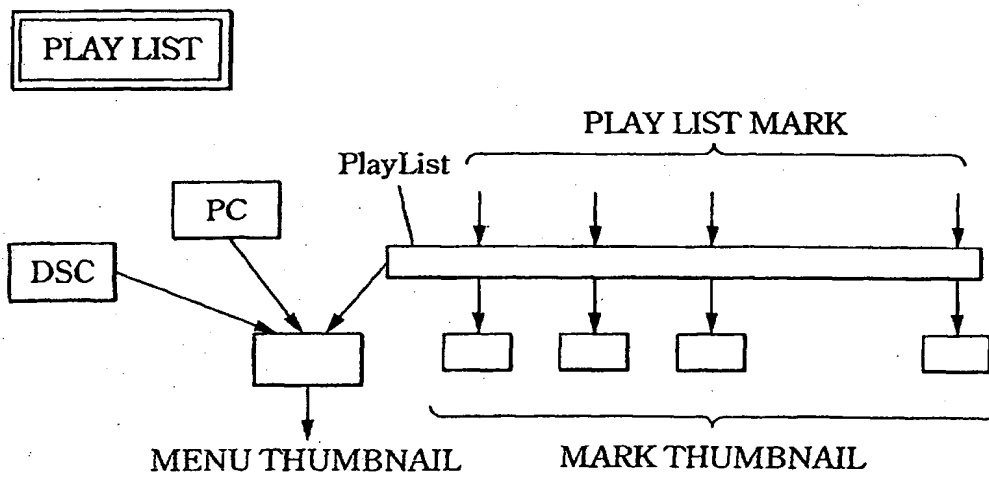 PLAY LIST
PLAY LIST MARK
PlayList
PC
DSC
MENU THUMBNAIL
MARK THUMBNAIL